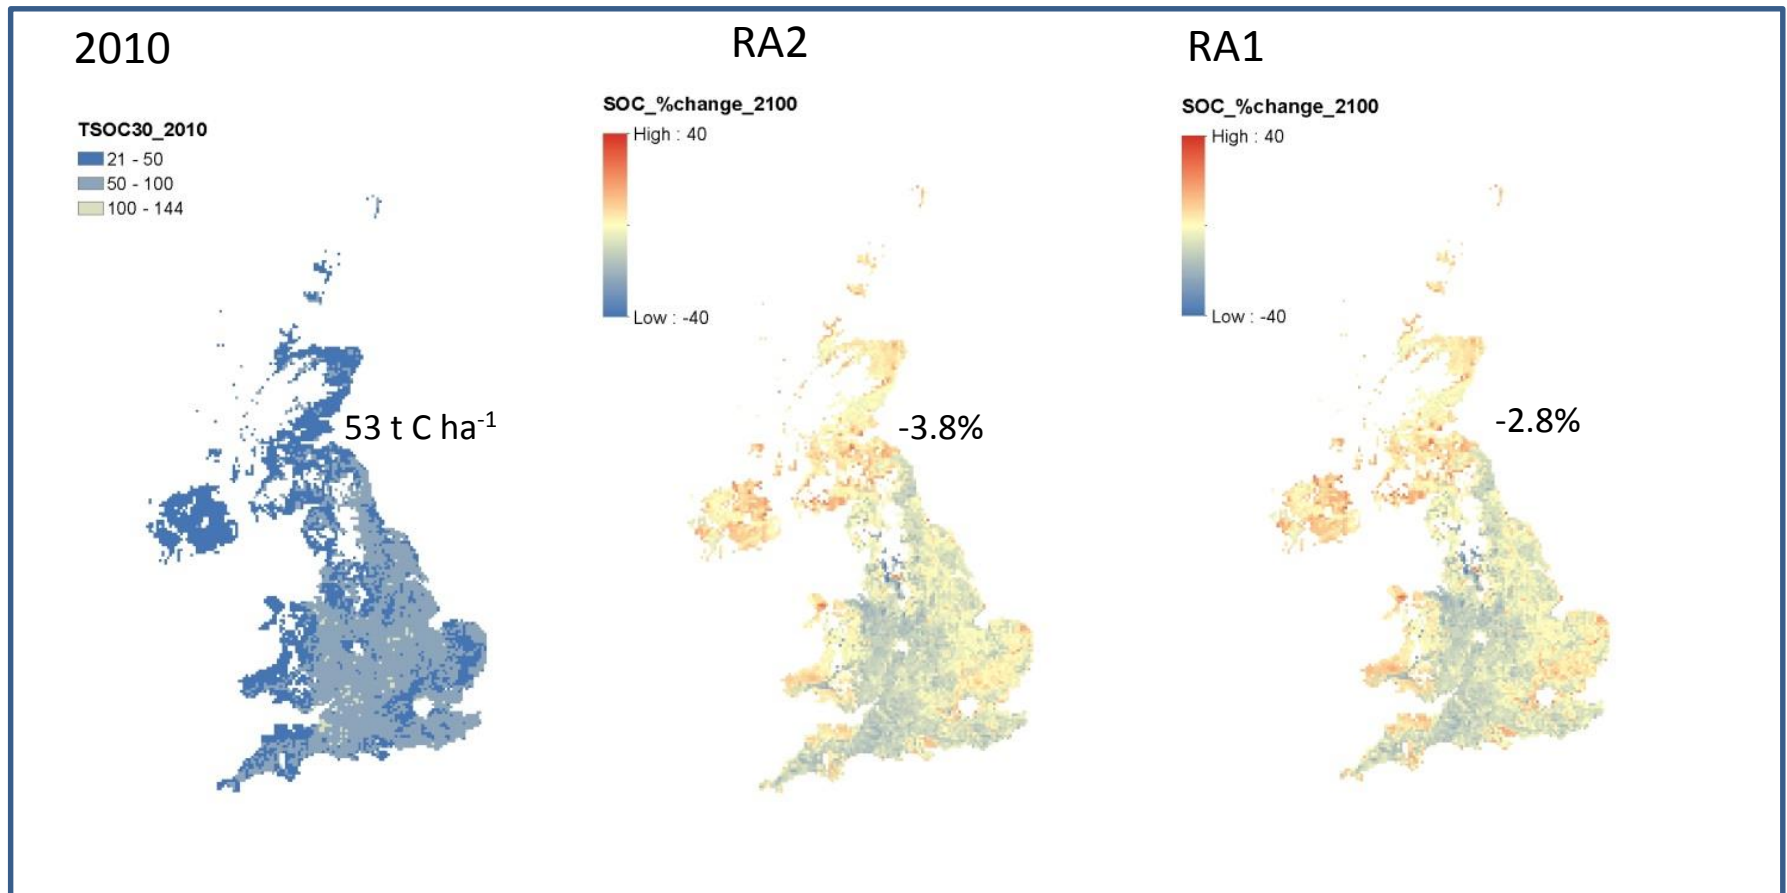 2010
TSOC30_2010
21 - 50
50 - 100
100 - 144
53 t C ha⁻¹
RA2
SOC_%change_2100
High : 40
Low : -40
-3.8%
RA1
SOC_%change_2100
High : 40
Low : -40
-2.8%